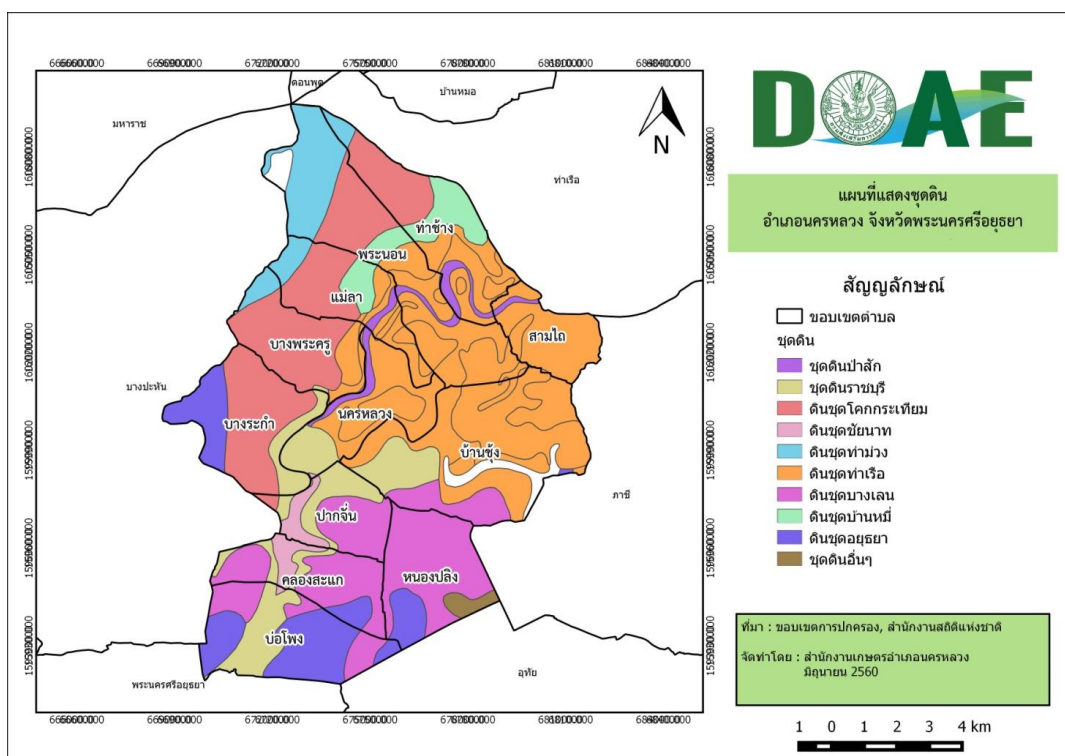 DOAE
แผนที่แสดงชุดดิน
อำเภอนครหลวง จังหวัดพระนครศรีอยุธยา
สัญญลักษณ์
ขอบเขตตำบล
ชุดดิน
ชุดดินป่าสัก
ชุดดินราชบุรี
ดินชุดโคกกระเทียม
ดินชุดชัยนาท
ดินชุดท่าม่วง
ดินชุดท่าเรือ
ดินชุดบางเลน
ดินชุดบ้านหมี่
ดินชุดอยุธยา
ชุดดินอื่นๆ
ที่มา : ขอบเขตการปกครอง, สำนักงานสถิติแห่งชาติ
จัดทำโดย : สำนักงานเกษตรอำเภอนครหลวง
มิถุนายน 2560
1 0 1 2 3 4 km
N
ดอนพุด
บ้านหมอ
มหาราช
ท่าเรือ
ท่าช้าง
พระนอน
แม่ลา
สามไถ
บางพระครู
บางปะหัน
นครหลวง
บางระกำ
บ้านชุ้ง
ภาชี
ปากจั่น
คลองสะแก
หนองปลิง
บ่อโพง
อุทัย
พระนครศรีอยุธยา